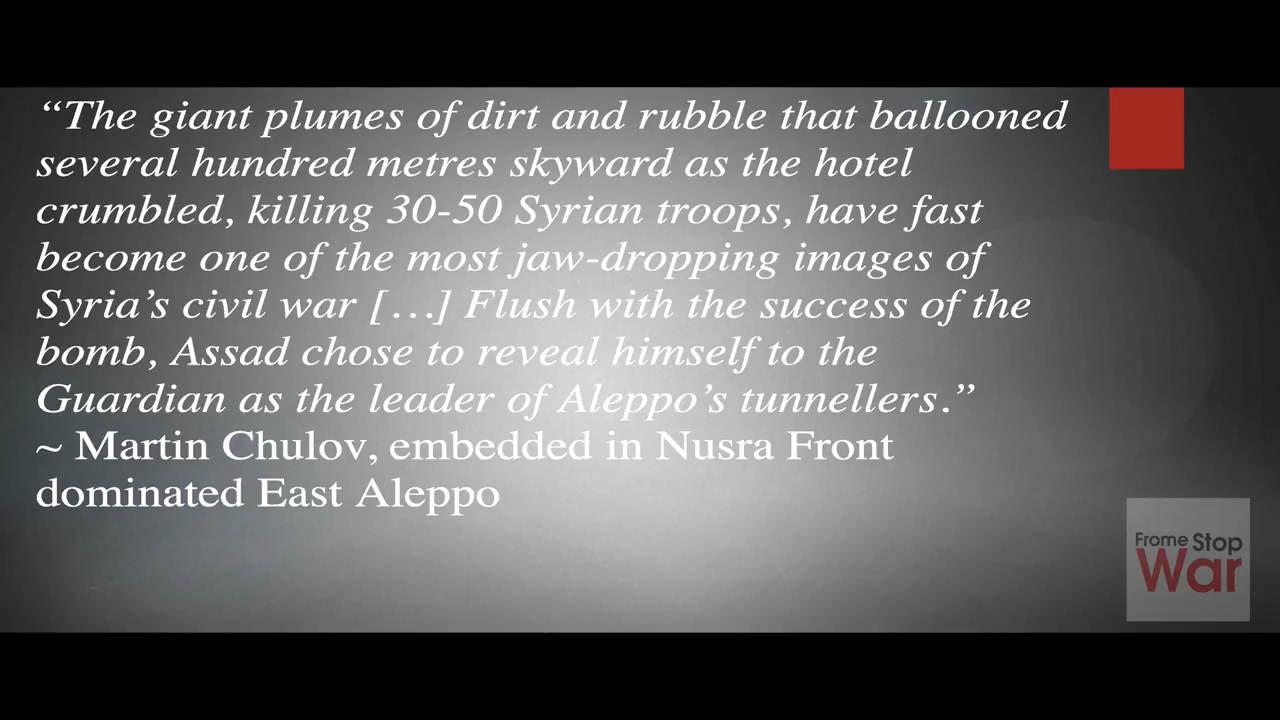 “The giant plumes of dirt and rubble that ballooned
several hundred metres skyward as the hotel
crumbled, killing 30-50 Syrian troops, have fast
become one of the most jaw-dropping images of
Syria’s civil war […] Flush with the success of the
bomb, Assad chose to reveal himself to the
Guardian as the leader of Aleppo’s tunnellers.”
~ Martin Chulov, embedded in Nusra Front
dominated East Aleppo
Frome Stop
War